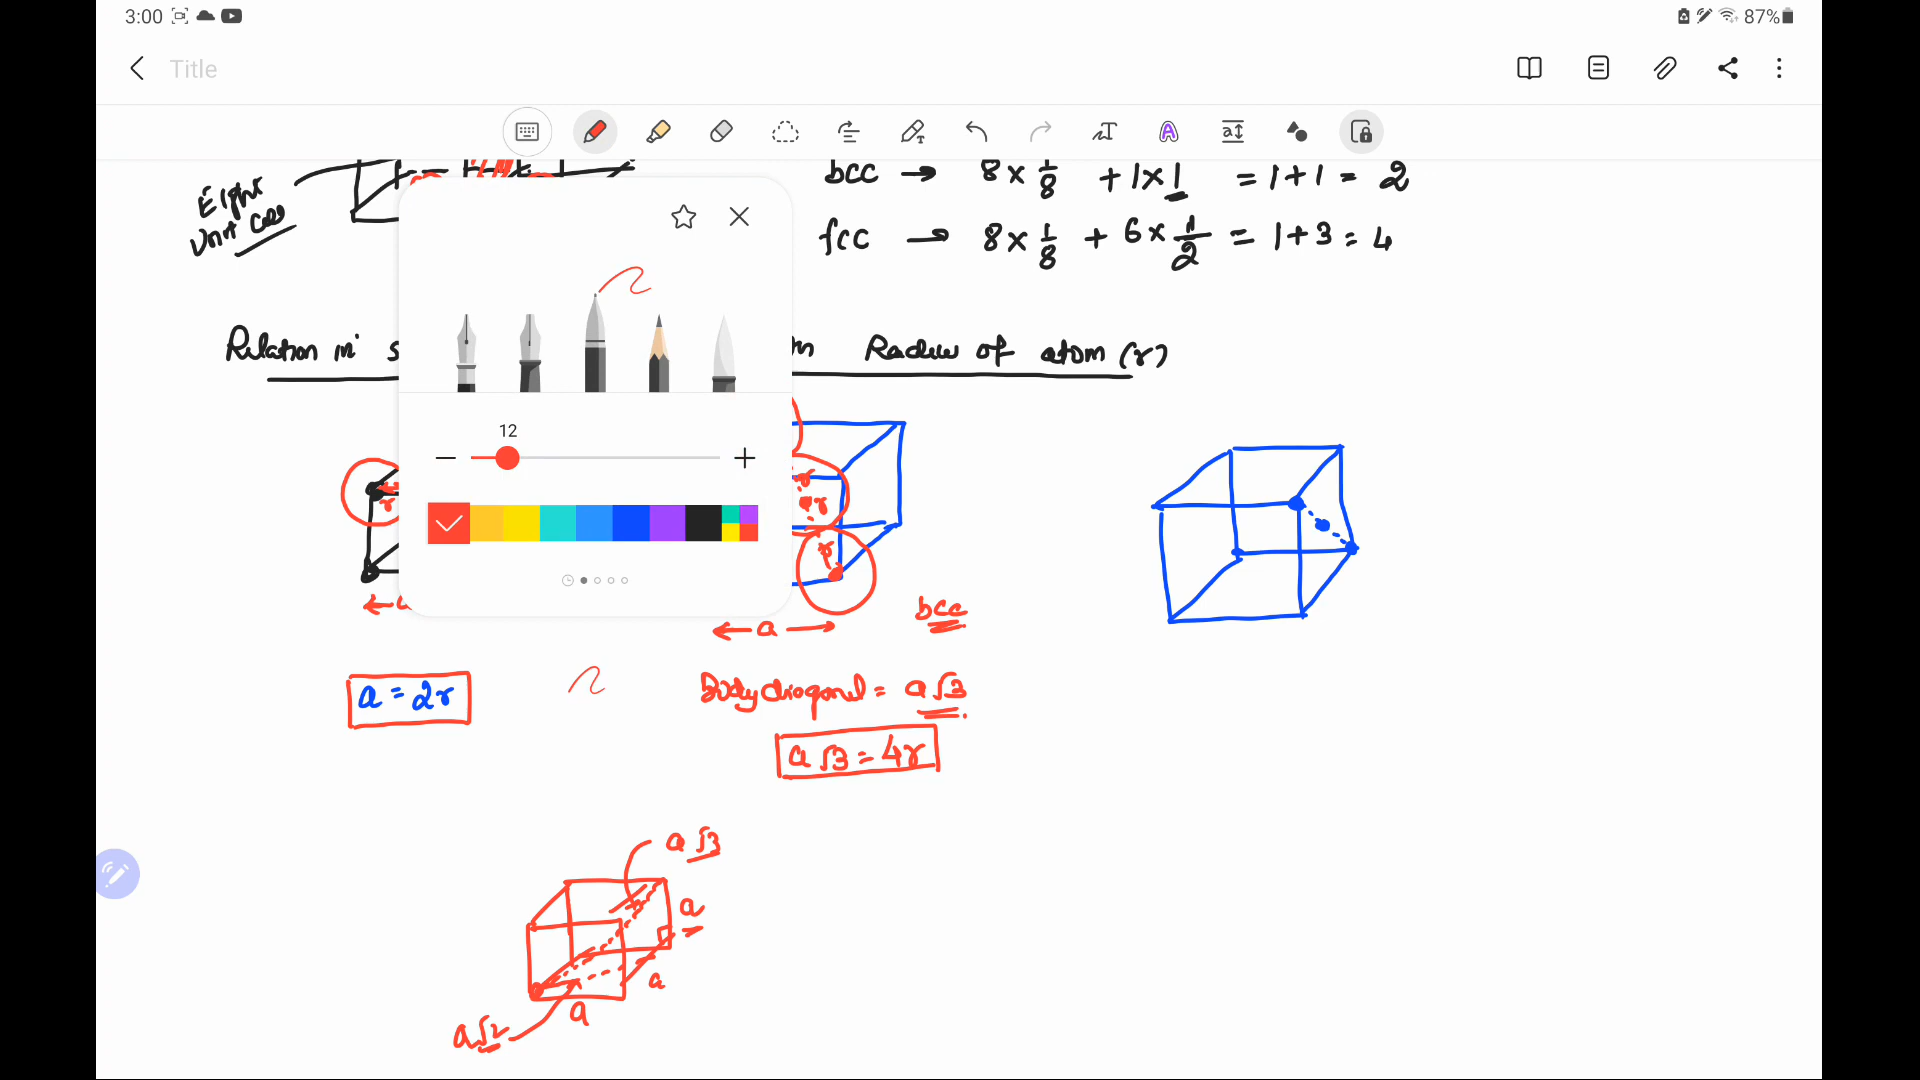 3:00 87%
Title
Eight
Unit Cell
bcc → 8 × 1/8 + 1 × 1 = 1 + 1 = 2
fcc → 8 × 1/8 + 6 × 1/2 = 1 + 3 = 4
Relation in s Radius of atom (r)
12
r
r
r
r
a
bcc
a = 2r
Body diagonal = a√3
a√3 = 4r
a√3
a
a
a
a√2